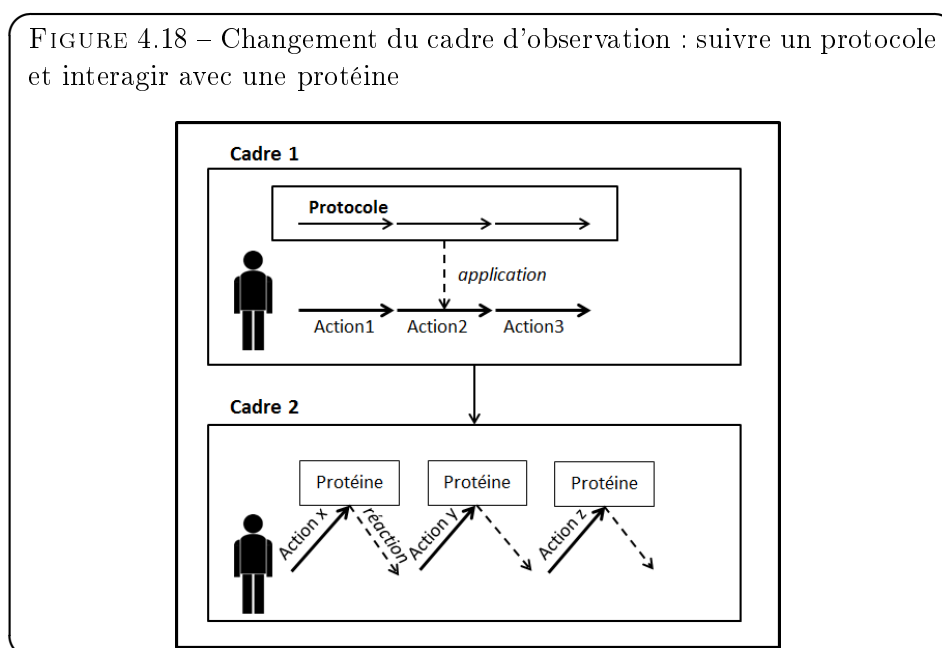 FIGURE 4.18 – Changement du cadre d'observation : suivre un protocole
et interagir avec une protéine
Cadre 1
Protocole
application
Action1 Action2 Action3
Cadre 2
Protéine Protéine Protéine
Action x réaction Action y Action z